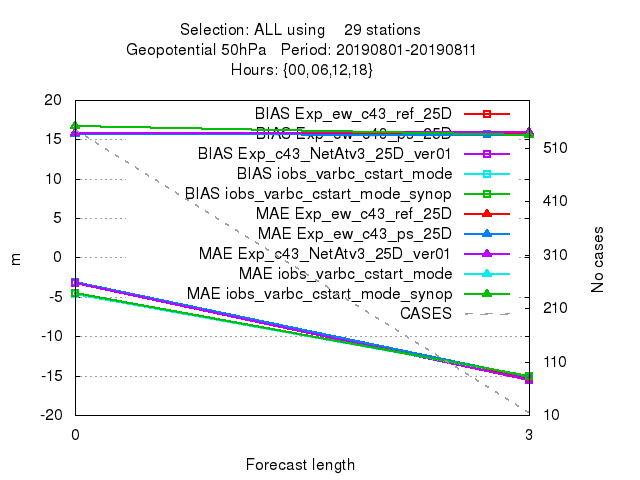 Selection: ALL using 29 stations
Geopotential 50hPa Period: 20190801-20190811
Hours: {00,06,12,18}
20
15
10
5
0
-5
-10
-15
-20
m
BIAS Exp_ew_c43_ref_25D
BIAS Exp_ew_c43_ps_25D
BIAS Exp_c43_NetAtv3_25D_ver01
BIAS iobs_varbc_cstart_mode
BIAS iobs_varbc_cstart_mode_synop
MAE Exp_ew_c43_ref_25D
MAE Exp_ew_c43_ps_25D
MAE Exp_c43_NetAtv3_25D_ver01
MAE iobs_varbc_cstart_mode
MAE iobs_varbc_cstart_mode_synop
CASES
510
410
310
210
110
10
No cases
0
3
Forecast length